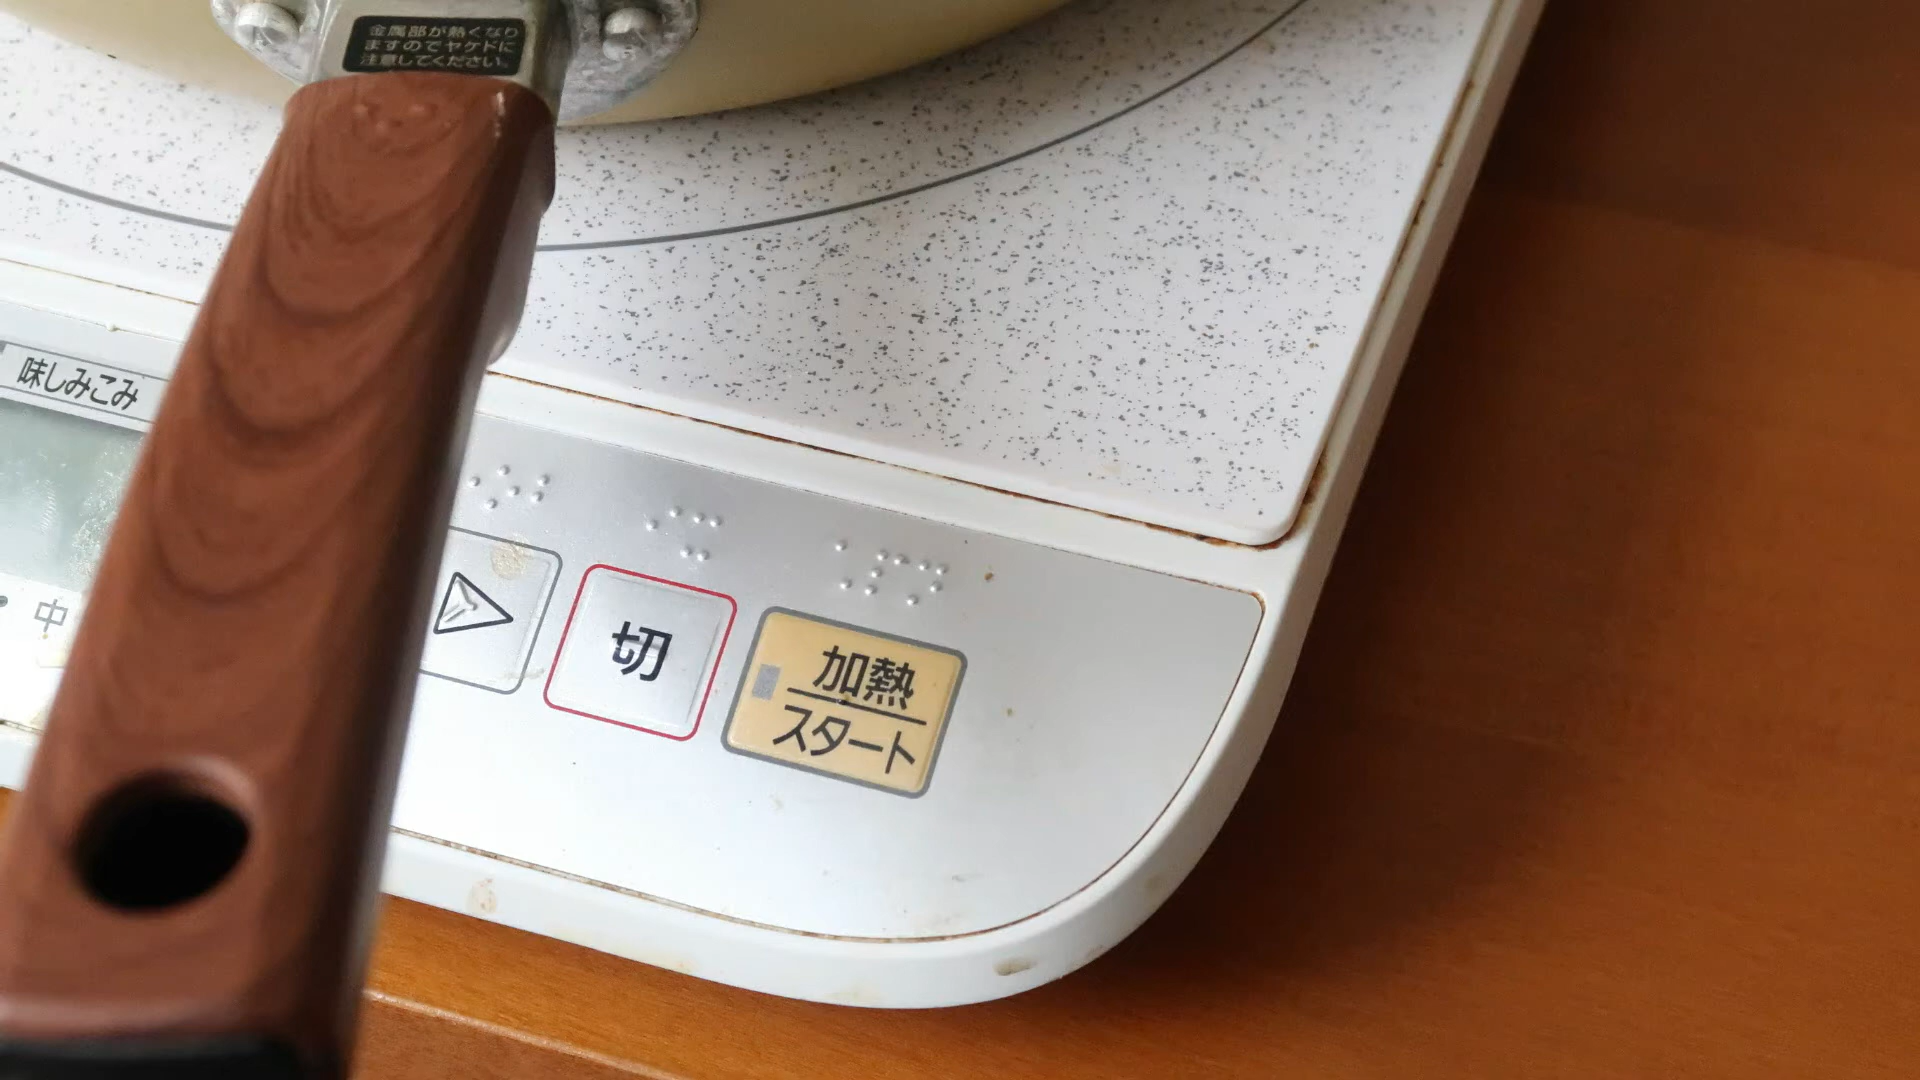 金属部が熱くなり
ますのでヤケドに
注意してください。
味しみこみ
中
切
加熱
スタート